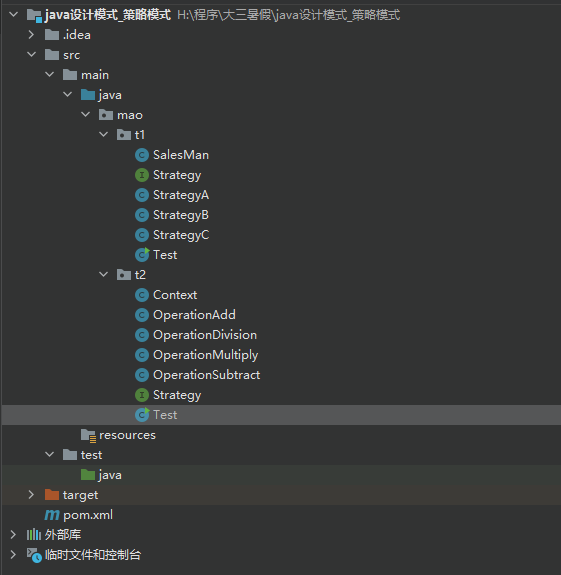 java设计模式_策略模式 H:\程序\大三暑假\java设计模式_策略模式
.idea
src
main
java
mao
t1
SalesMan
Strategy
StrategyA
StrategyB
StrategyC
Test
t2
Context
OperationAdd
OperationDivision
OperationMultiply
OperationSubtract
Strategy
Test
resources
test
java
target
pom.xml
外部库
临时文件和控制台